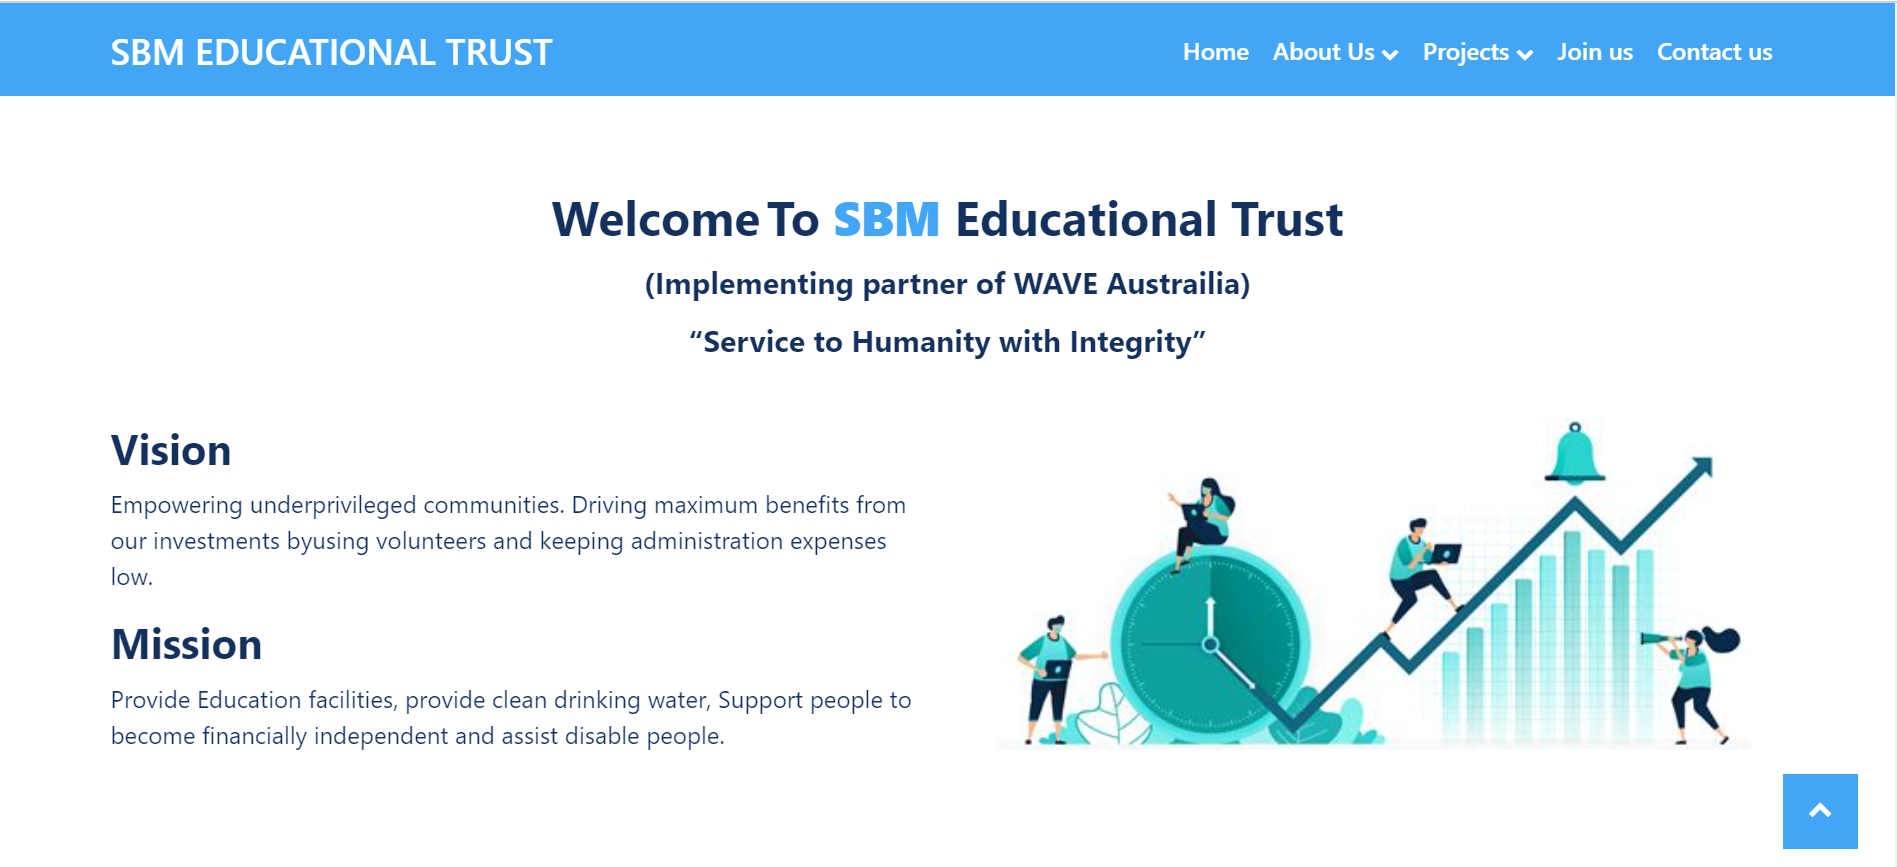 SBM EDUCATIONAL TRUST
Home About Us Projects Join us Contact us
Welcome To SBM Educational Trust
(Implementing partner of WAVE Austrailia)
“Service to Humanity with Integrity”
Vision
Empowering underprivileged communities. Driving maximum benefits from
our investments byusing volunteers and keeping administration expenses
low.
Mission
Provide Education facilities, provide clean drinking water, Support people to
become financially independent and assist disable people.